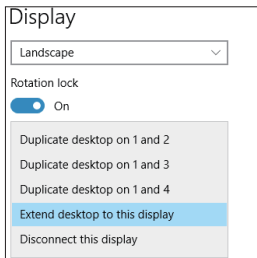 Display
Landscape
Rotation lock
On
Duplicate desktop on 1 and 2
Duplicate desktop on 1 and 3
Duplicate desktop on 1 and 4
Extend desktop to this display
Disconnect this display